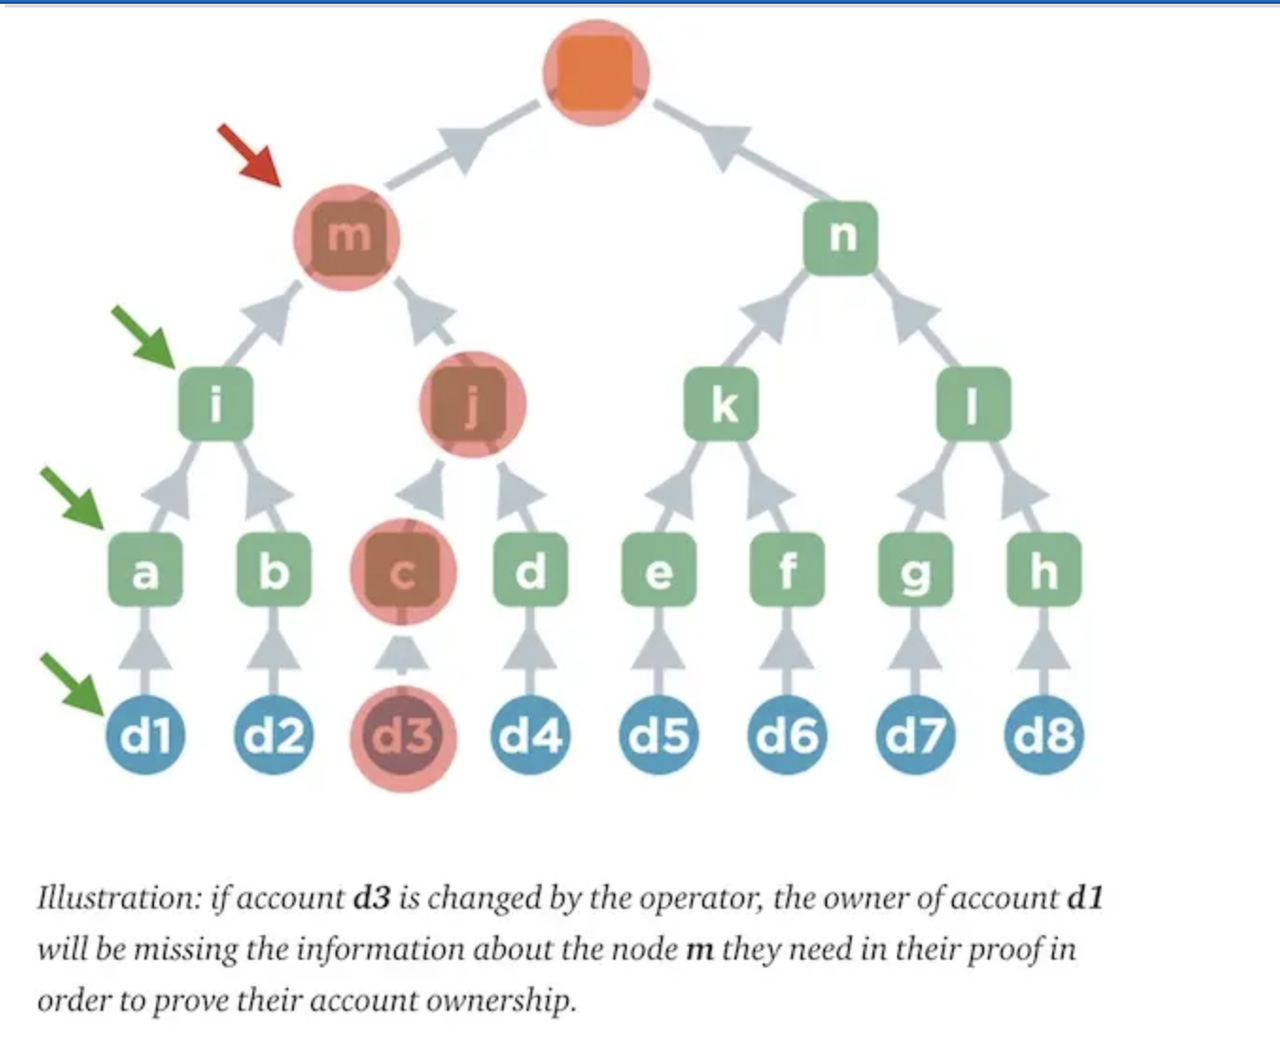 m
n
i
j
k
l
a
b
c
d
e
f
g
h
d1
d2
d3
d4
d5
d6
d7
d8
Illustration: if account d3 is changed by the operator, the owner of account d1
will be missing the information about the node m they need in their proof in
order to prove their account ownership.